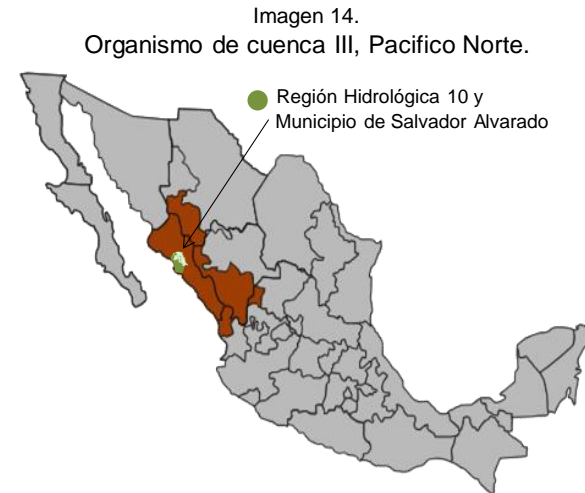 Imagen 14.
Organismo de cuenca III, Pacifico Norte.
Región Hidrológica 10 y
Municipio de Salvador Alvarado